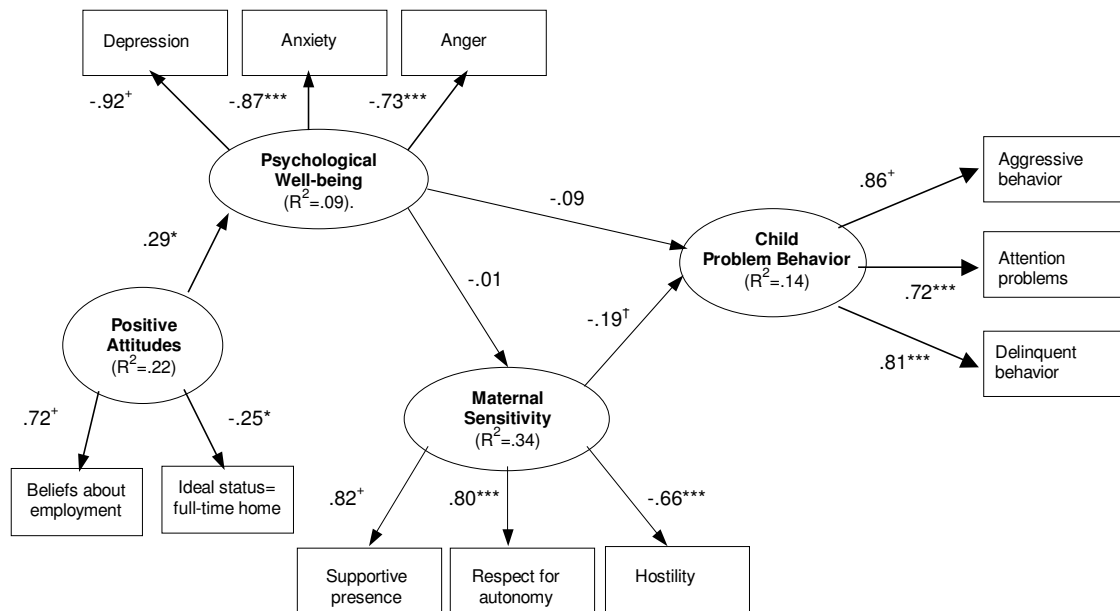 Depression
Anxiety
Anger
-.92+
-.87***
-.73***
Psychological
Well-being
(R2=.09).
Aggressive
behavior
.86+
-.09
.29*
Child
Problem Behavior
(R2=.14)
Attention
problems
.72***
-.01
Positive
Attitudes
(R2=.22)
-.19†
.81***
Delinquent
behavior
.72+
-.25*
Maternal
Sensitivity
(R2=.34)
Beliefs about
employment
Ideal status=
full-time home
.82+
.80***
-.66***
Supportive
presence
Respect for
autonomy
Hostility